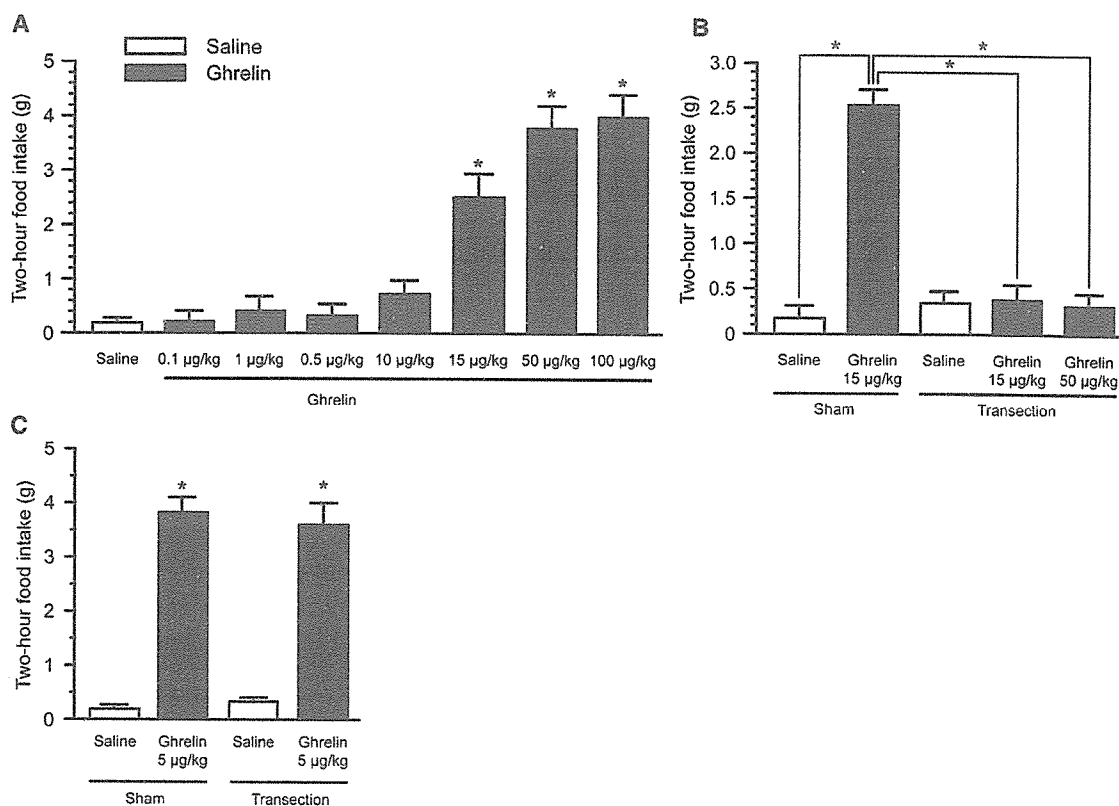 A
Saline
Ghrelin
Two-hour food intake (g)
5
4
3
2
1
0
*
*
*
Saline
0.1 µg/kg
1 µg/kg
0.5 µg/kg
10 µg/kg
15 µg/kg
50 µg/kg
100 µg/kg
Ghrelin
B
Two-hour food intake (g)
3.0
2.5
2.0
1.5
1.0
0.5
0
*
*
*
Saline
Ghrelin
15 µg/kg
Saline
Ghrelin
15 µg/kg
Ghrelin
50 µg/kg
Sham
Transection
C
Two-hour food intake (g)
5
4
3
2
1
0
*
*
Saline
Ghrelin
5 µg/kg
Saline
Ghrelin
5 µg/kg
Sham
Transection